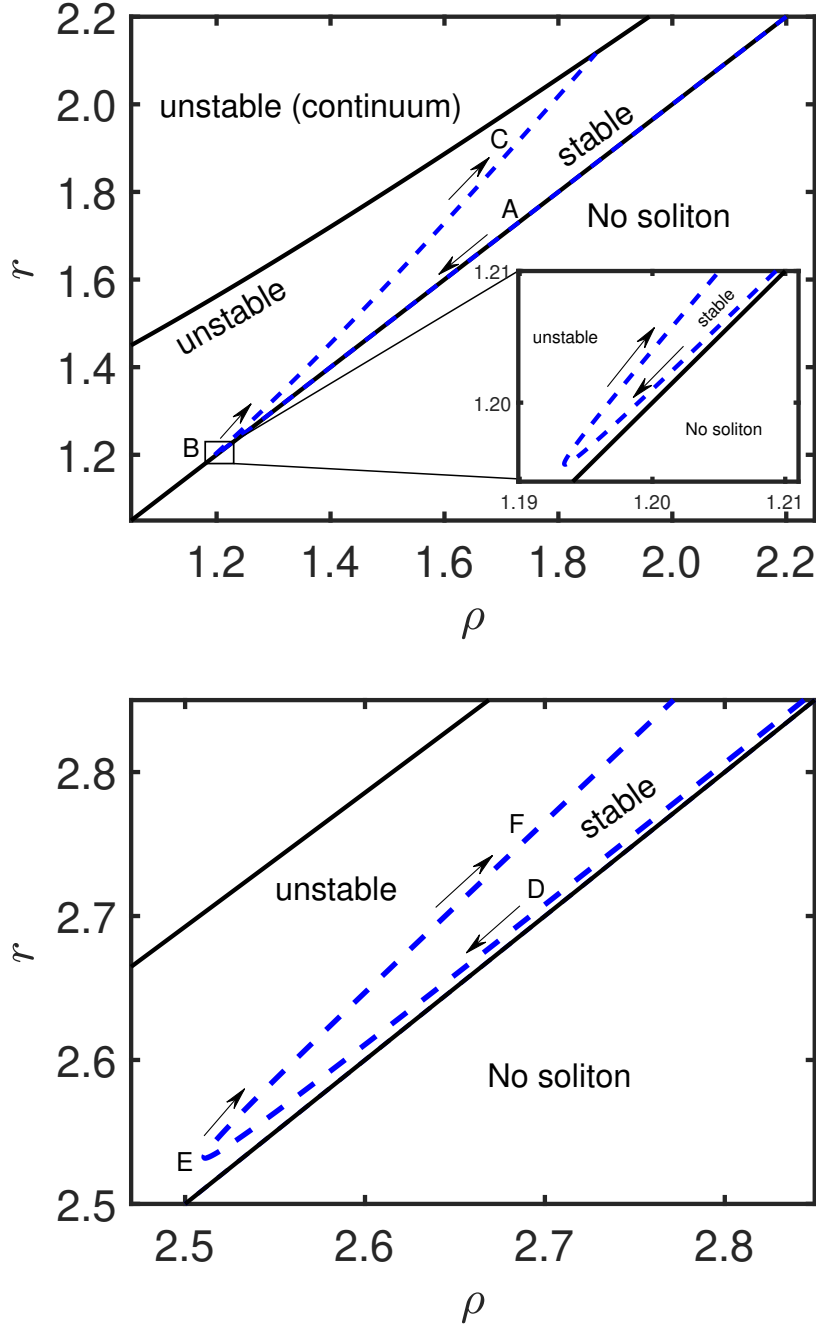 2.2
2.0
1.8
1.6
1.4
1.2
r
unstable (continuum)
C
stable
A
No soliton
unstable
B
1.21
1.20
unstable
stable
No soliton
1.19
1.20
1.21
1.2
1.4
1.6
1.8
2.0
2.2
ρ
2.8
2.7
2.6
2.5
r
F
stable
unstable
D
No soliton
E
2.5
2.6
2.7
2.8
ρ